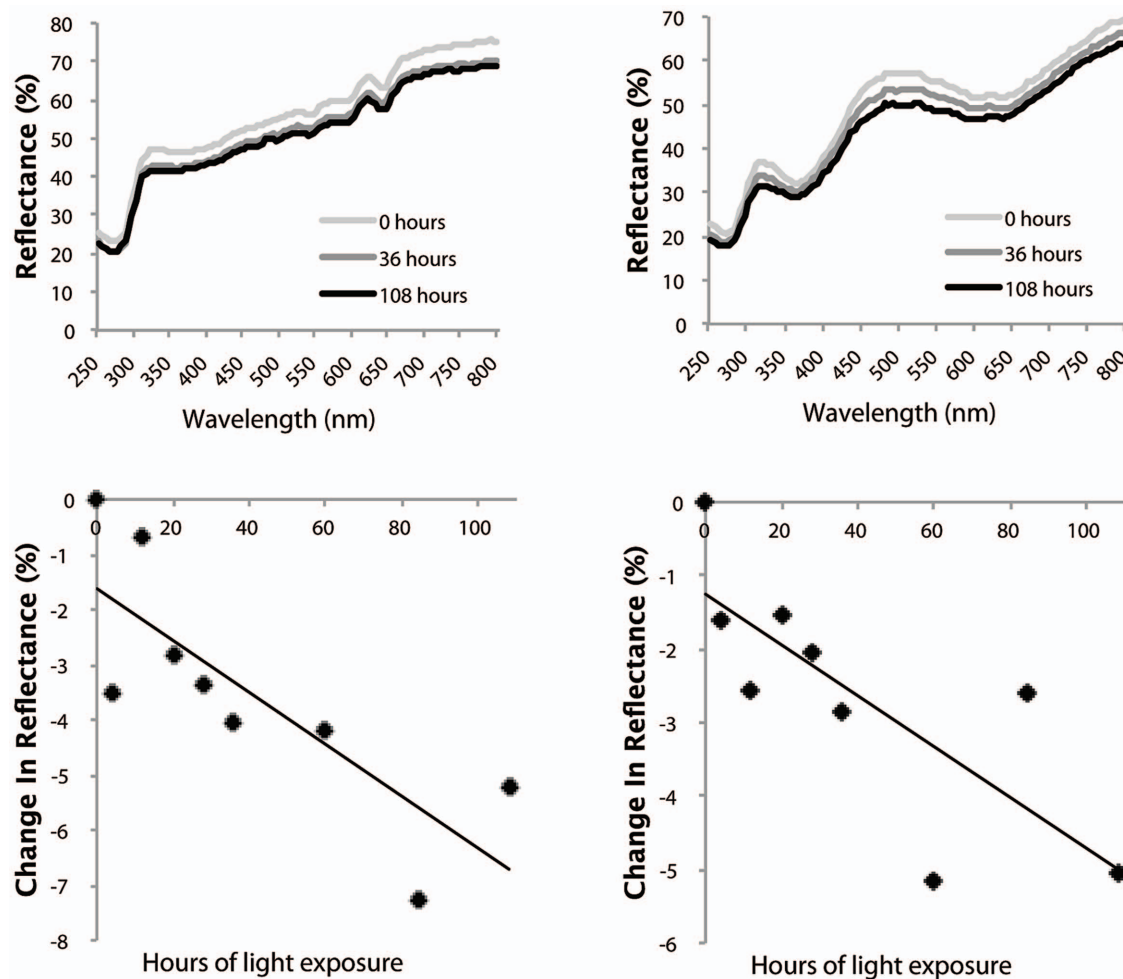 80
70
60
50
40
30
20
10
0
Reflectance (%)
0 hours
36 hours
108 hours
250 300 350 400 450 500 550 600 650 700 750 800
Wavelength (nm)
70
60
50
40
30
20
10
0
Reflectance (%)
0 hours
36 hours
108 hours
250 300 350 400 450 500 550 600 650 700 750 800
Wavelength (nm)
0
-1
-2
-3
-4
-5
-6
-7
-8
0 20 40 60 80 100
Change In Reflectance (%)
Hours of light exposure
0
-1
-2
-3
-4
-5
-6
0 20 40 60 80 100
Change In Reflectance (%)
Hours of light exposure